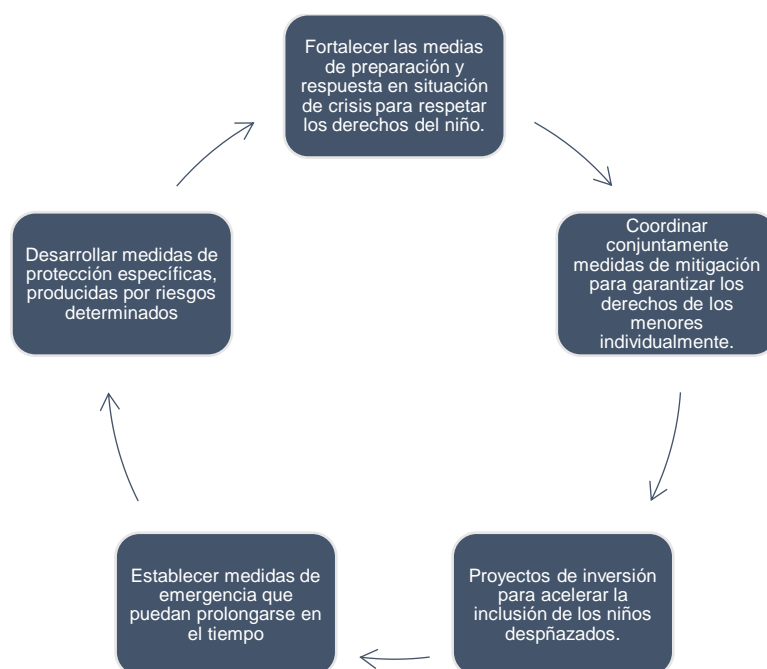 Fortalecer las medias
de preparación y
respuesta en situación
de crisis para respetar
los derechos del niño.
Coordinar
conjuntamente
medidas de mitigación
para garantizar los
derechos de los
menores
individualmente.
Proyectos de inversión
para acelerar la
inclusión de los niños
despñazados.
Establecer medidas de
emergencia que
puedan prolongarse en
el tiempo
Desarrollar medidas de
protección específicas,
producidas por riesgos
determinados